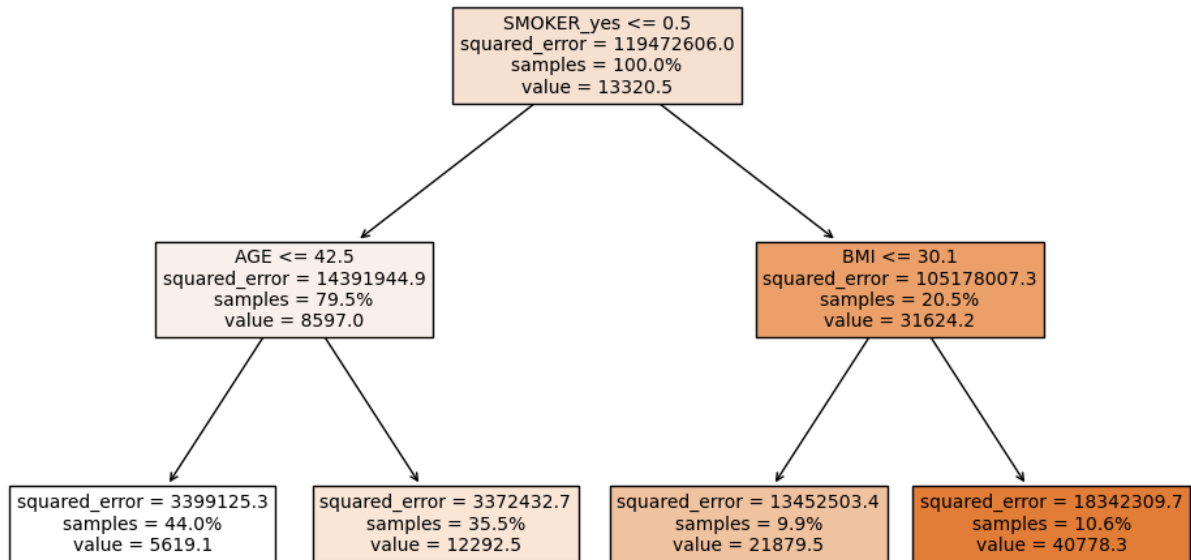 SMOKER_yes <= 0.5
squared_error = 119472606.0
samples = 100.0%
value = 13320.5
AGE <= 42.5
squared_error = 14391944.9
samples = 79.5%
value = 8597.0
BMI <= 30.1
squared_error = 105178007.3
samples = 20.5%
value = 31624.2
squared_error = 3399125.3
samples = 44.0%
value = 5619.1
squared_error = 3372432.7
samples = 35.5%
value = 12292.5
squared_error = 13452503.4
samples = 9.9%
value = 21879.5
squared_error = 18342309.7
samples = 10.6%
value = 40778.3